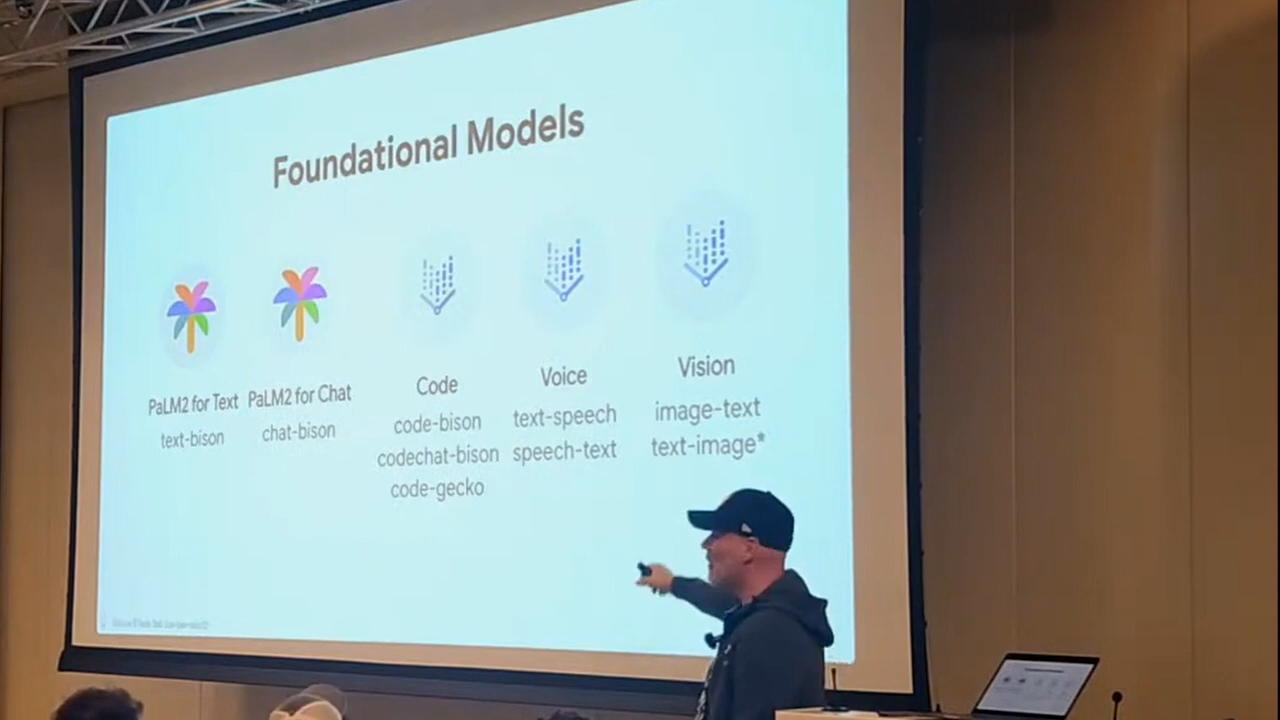 Foundational Models
PaLM2 for Text
text-bison
PaLM2 for Chat
chat-bison
Code
code-bison
codechat-bison
code-gecko
Voice
text-speech
speech-text
Vision
image-text
text-image*